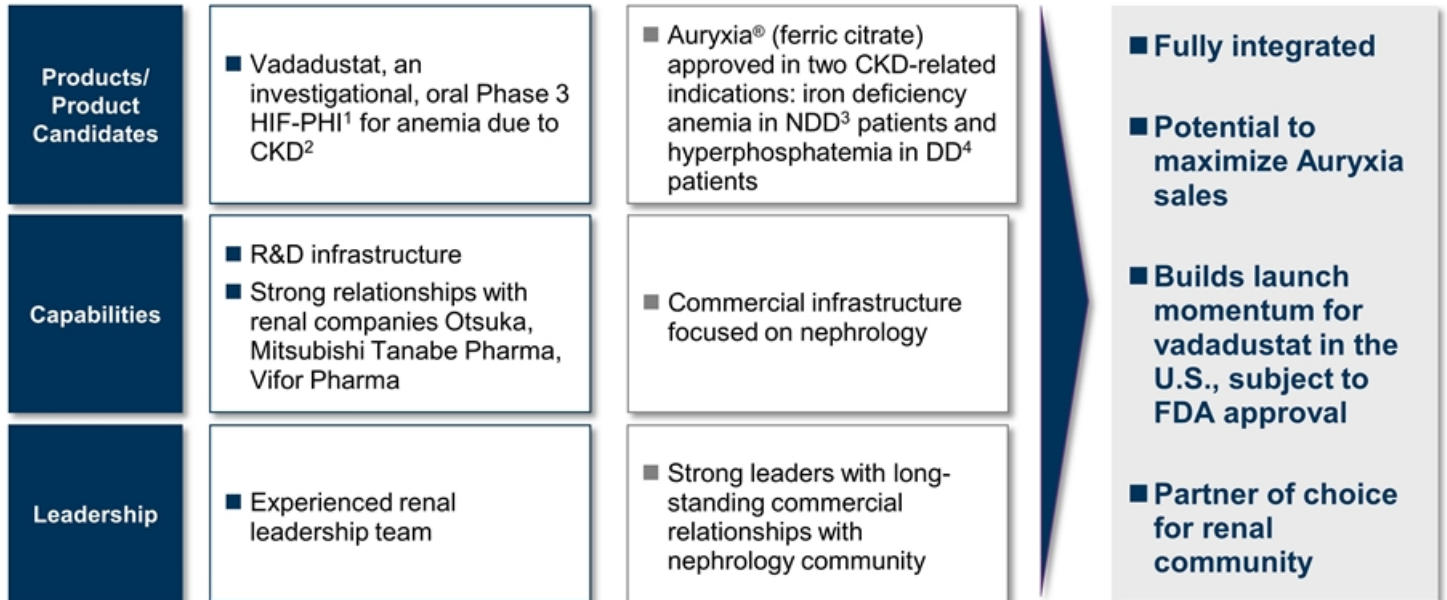 Products/
Product
Candidates
■ Vadadustat, an
investigational, oral Phase 3
HIF-PHI¹ for anemia due to
CKD²
■ Auryxia® (ferric citrate)
approved in two CKD-related
indications: iron deficiency
anemia in NDD³ patients and
hyperphosphatemia in DD⁴
patients
Capabilities
■ R&D infrastructure
■ Strong relationships with
renal companies Otsuka,
Mitsubishi Tanabe Pharma,
Vifor Pharma
■ Commercial infrastructure
focused on nephrology
Leadership
■ Experienced renal
leadership team
■ Strong leaders with long-
standing commercial
relationships with
nephrology community
■ Fully integrated
■ Potential to
maximize Auryxia
sales
■ Builds launch
momentum for
vadadustat in the
U.S., subject to
FDA approval
■ Partner of choice
for renal
community